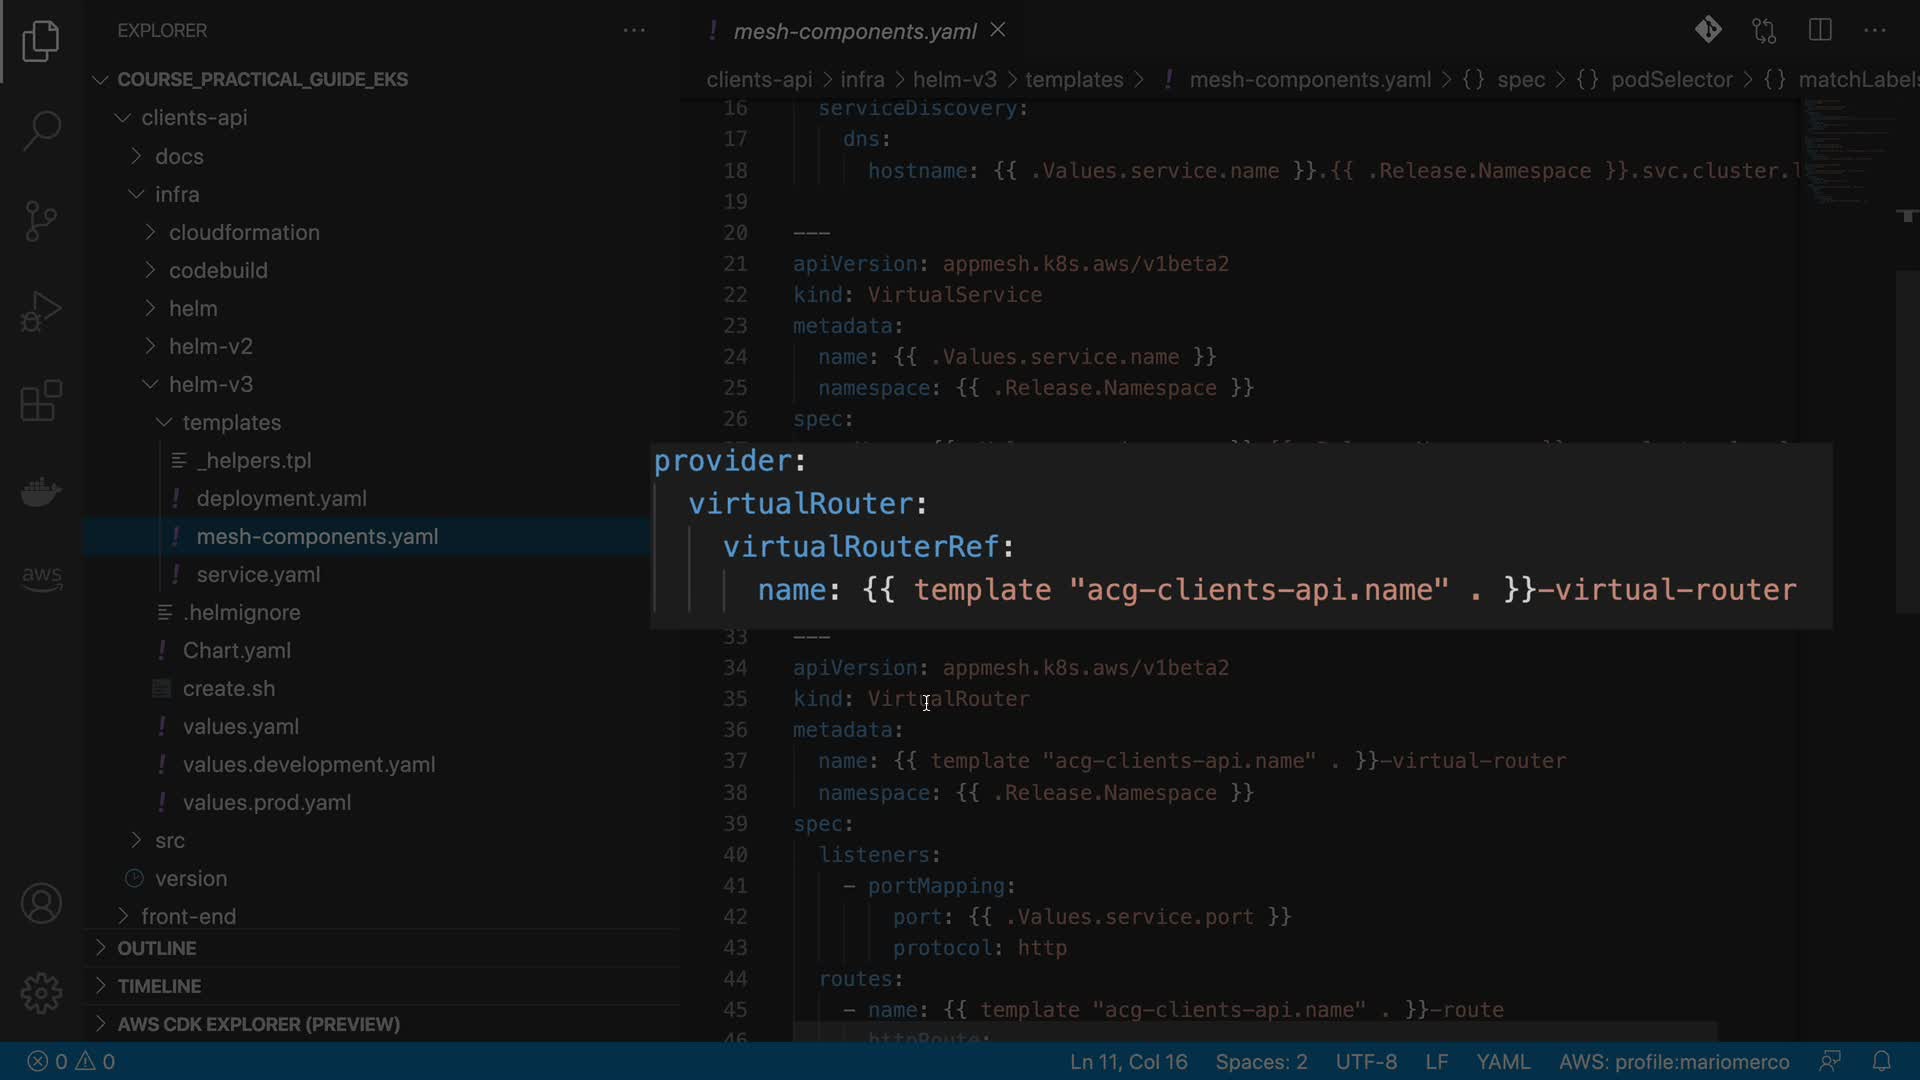 EXPLORER
COURSE_PRACTICAL_GUIDE_EKS
clients-api
docs
infra
cloudformation
codebuild
helm
helm-v2
helm-v3
templates
_helpers.tpl
! deployment.yaml
! mesh-components.yaml
! service.yaml
.helmignore
! Chart.yaml
create.sh
! values.yaml
! values.development.yaml
! values.prod.yaml
src
version
front-end
OUTLINE
TIMELINE
AWS CDK EXPLORER (PREVIEW)
aws
! mesh-components.yaml
clients-api > infra > helm-v3 > templates > ! mesh-components.yaml > {} spec > {} podSelector > {} matchLabels
16 serviceDiscovery:
17 dns:
18 hostname: {{ .Values.service.name }}.{{ .Release.Namespace }}.svc.cluster.l
19
20 ---
21 apiVersion: appmesh.k8s.aws/v1beta2
22 kind: VirtualService
23 metadata:
24 name: {{ .Values.service.name }}
25 namespace: {{ .Release.Namespace }}
26 spec:
provider:
virtualRouter:
virtualRouterRef:
name: {{ template "acg-clients-api.name" . }}-virtual-router
33 ---
34 apiVersion: appmesh.k8s.aws/v1beta2
35 kind: VirtualRouter
36 metadata:
37 name: {{ template "acg-clients-api.name" . }}-virtual-router
38 namespace: {{ .Release.Namespace }}
39 spec:
40 listeners:
41 - portMapping:
42 port: {{ .Values.service.port }}
43 protocol: http
44 routes:
45 - name: {{ template "acg-clients-api.name" . }}-route
46 httpRoute:
0 0 Ln 11, Col 16 Spaces: 2 UTF-8 LF YAML AWS: profile:mariomerco